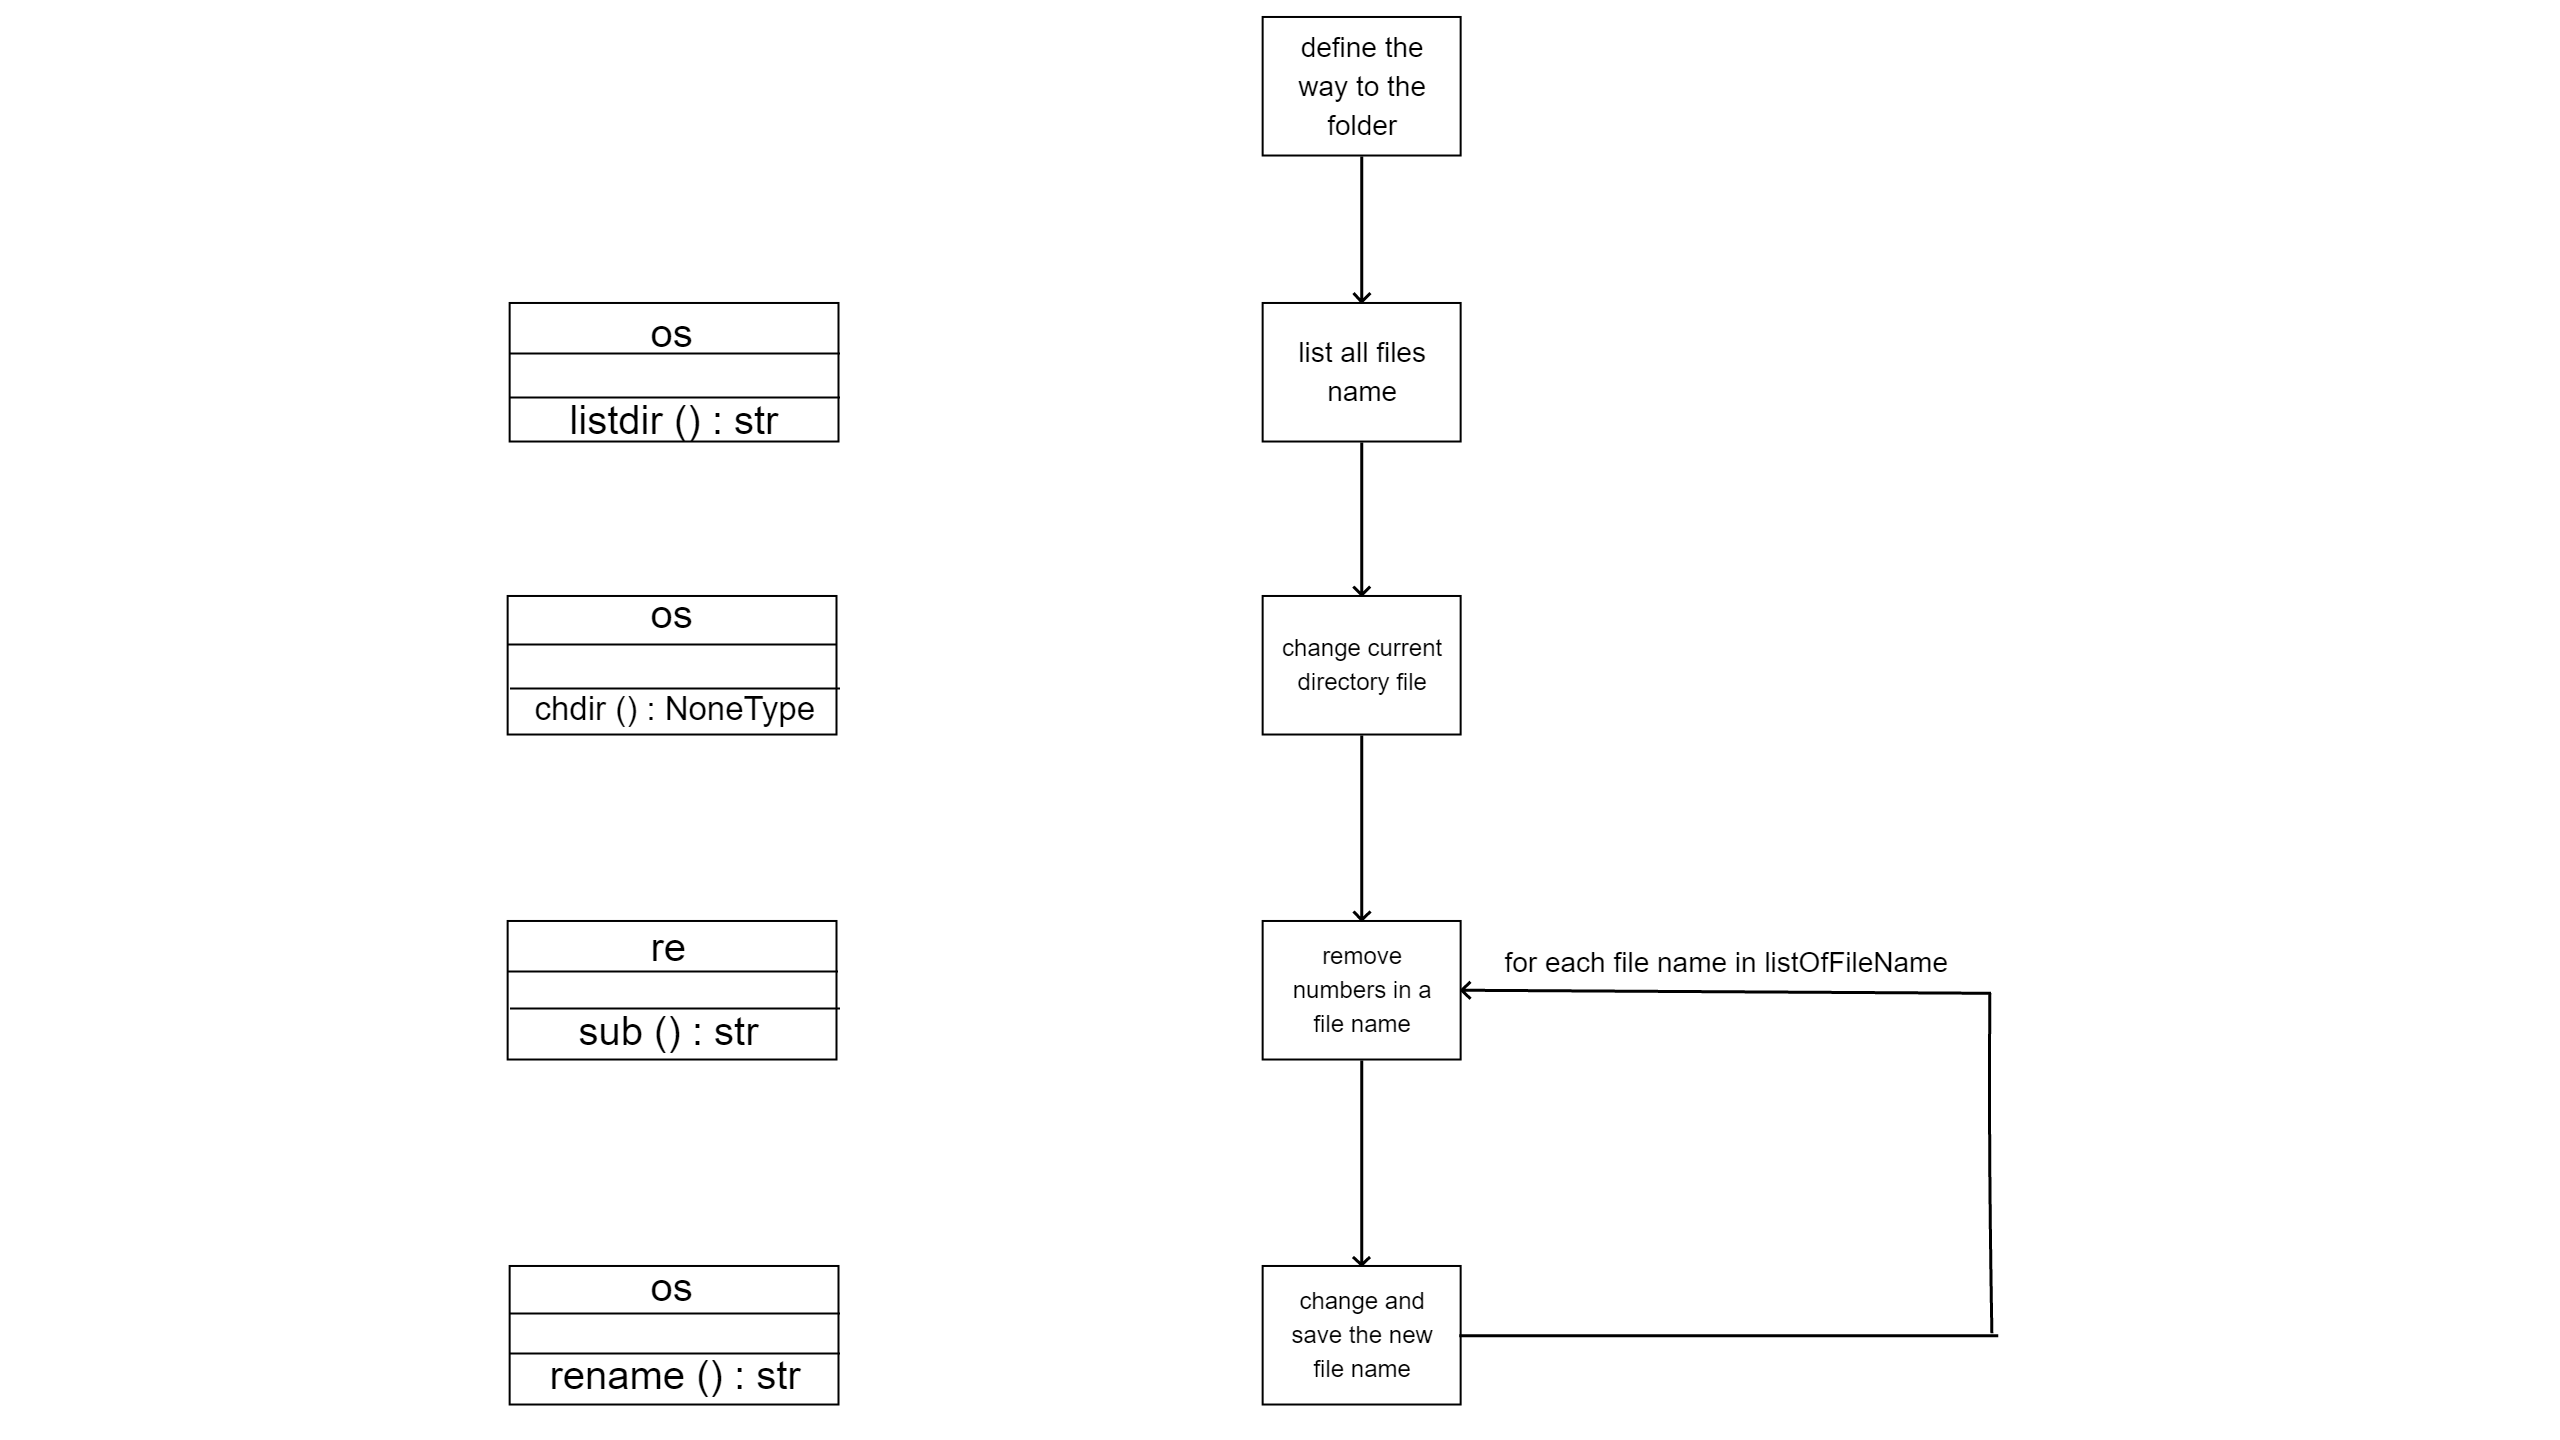 define the
way to the
folder
os
listdir () : str
list all files
name
os
chdir () : NoneType
change current
directory file
re
sub () : str
remove
numbers in a
file name
for each file name in listOfFileName
os
rename () : str
change and
save the new
file name